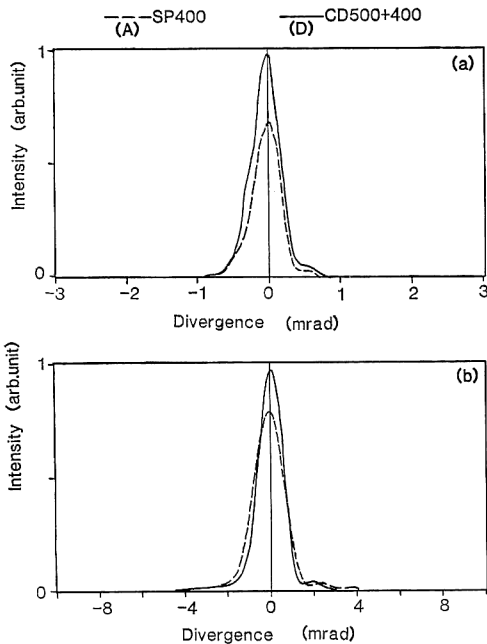 SP400 CD500+400
(A) (D)
(a)
Intensity (arb.unit)
1
0
-3 -2 -1 0 1 2 3
Divergence (mrad)
(b)
Intensity (arb.unit)
1
0
-8 -4 0 4 8
Divergence (mrad)